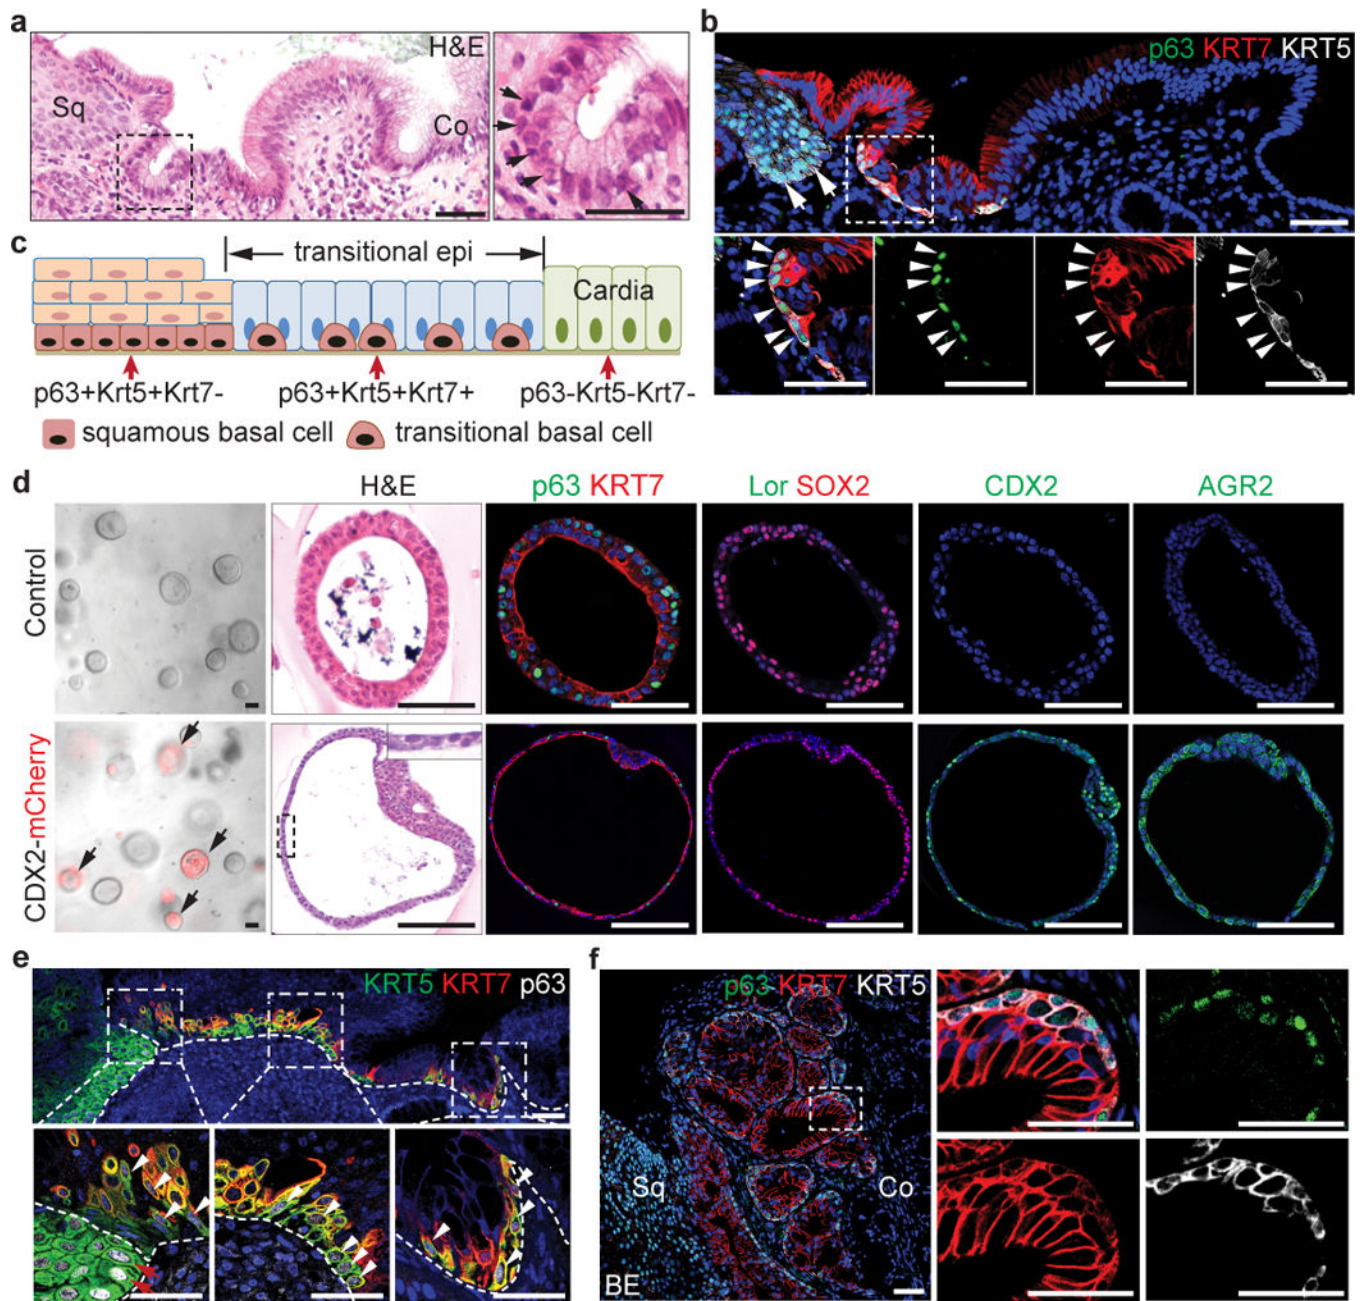 a
H&E
Sq
Co
b
p63 KRT7 KRT5
c
transitional epi
Cardia
p63+Krt5+Krt7-
p63+Krt5+Krt7+
p63-Krt5-Krt7-
squamous basal cell
transitional basal cell
d
H&E
p63 KRT7
Lor SOX2
CDX2
AGR2
Control
CDX2-mCherry
e
KRT5 KRT7 p63
f
p63 KRT7 KRT5
Sq
Co
BE